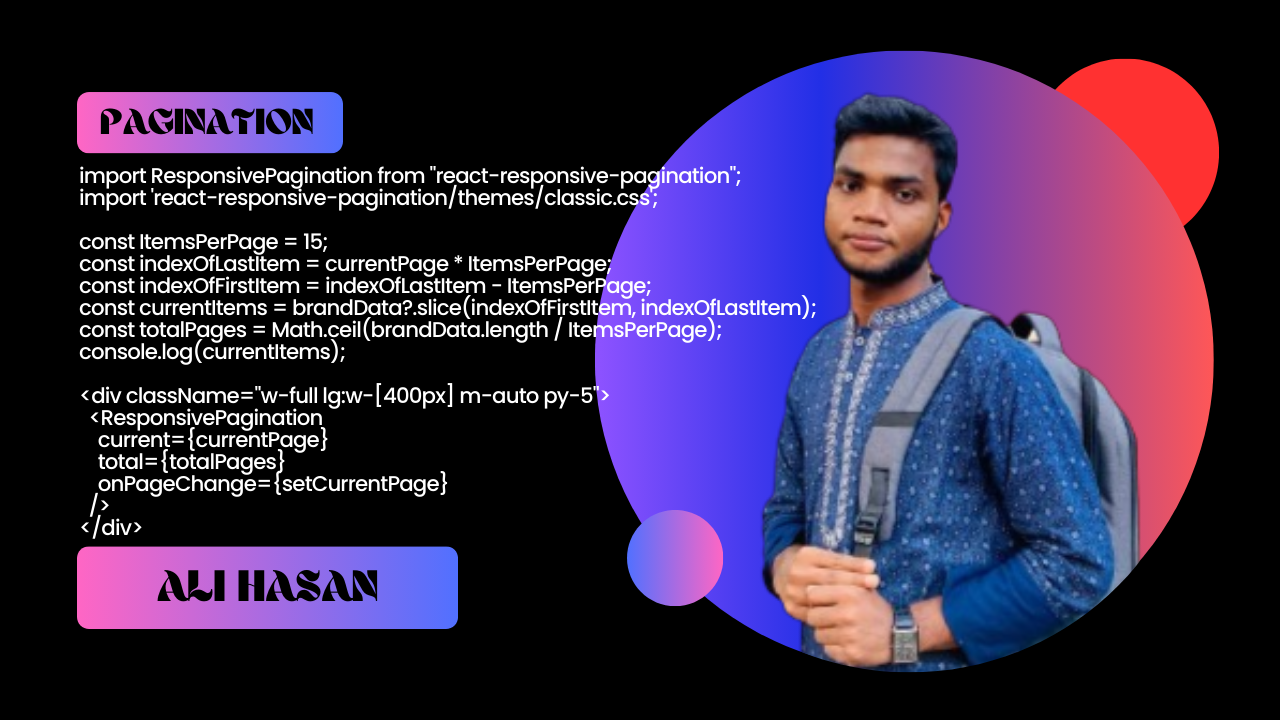 PAGINATION
import ResponsivePagination from "react-responsive-pagination";
import 'react-responsive-pagination/themes/classic.css';
const ItemsPerPage = 15;
const indexOfLastItem = currentPage * ItemsPerPage;
const indexOfFirstItem = indexOfLastItem - ItemsPerPage;
const currentItems = brandData?.slice(indexOfFirstItem, indexOfLastItem);
const totalPages = Math.ceil(brandData.length / ItemsPerPage);
console.log(currentItems);
<div className="w-full lg:w-[400px] m-auto py-5">
<ResponsivePagination
current={currentPage}
total={totalPages}
onPageChange={setCurrentPage}
/>
</div>
ALI HASAN